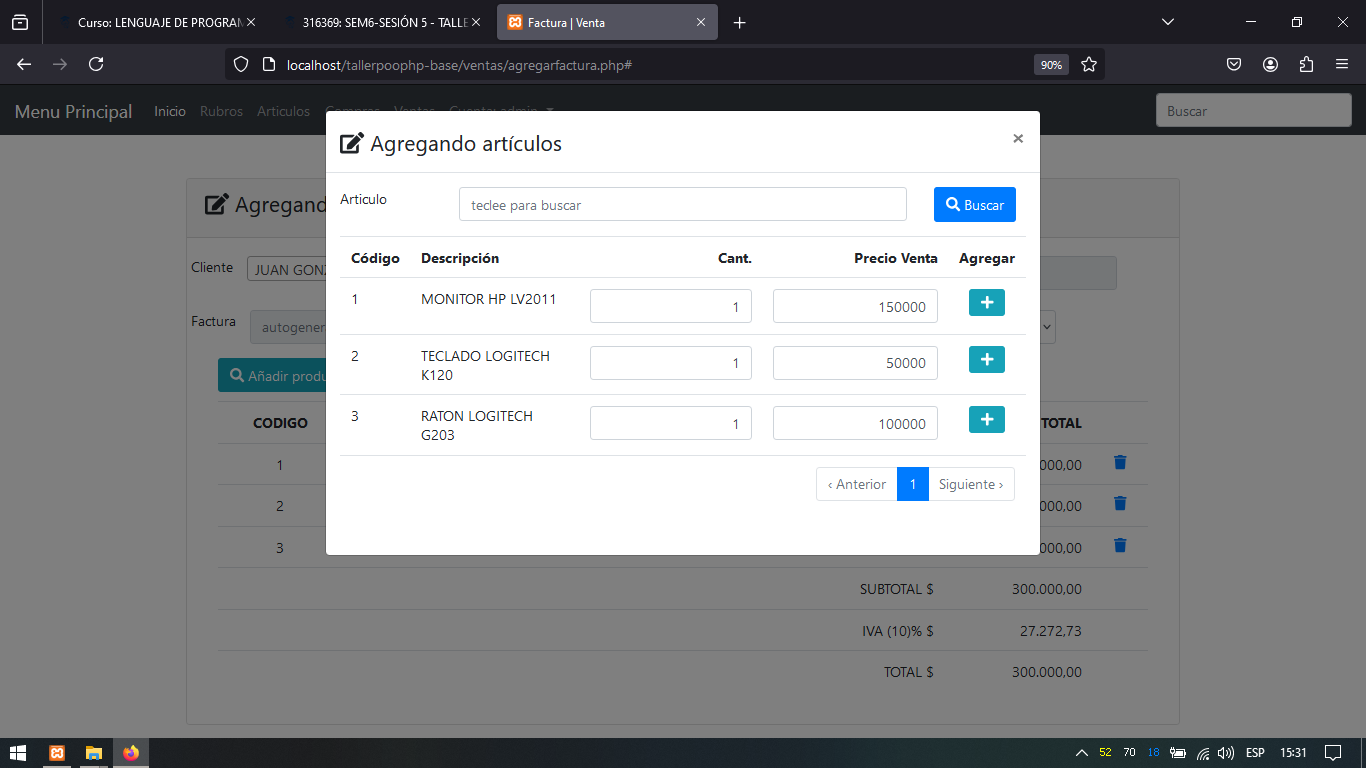 Curso: LENGUAJE DE PROGRAM
316369: SEM6-SESIÓN 5 - TALLE
Factura | Venta
localhost/tallerpoophp-base/ventas/agregarfactura.php#
90%
Menu Principal Inicio Rubros Articulos Compras Ventas Cuenta: admin
Buscar
Agregando artículos ×
Agregand
Articulo teclee para buscar Buscar
Código Descripción Cant. Precio Venta Agregar
Cliente JUAN GONZ
1 MONITOR HP LV2011 1 150000
Factura autogener
2 TECLADO LOGITECH K120 1 50000
Añadir produ
3 RATON LOGITECH G203 1 100000
CODIGO TOTAL
‹ Anterior 1 Siguiente ›
1 000,00
2 000,00
3 000,00
SUBTOTAL $ 300.000,00
IVA (10)% $ 27.272,73
TOTAL $ 300.000,00
52 70 18 ESP 15:31